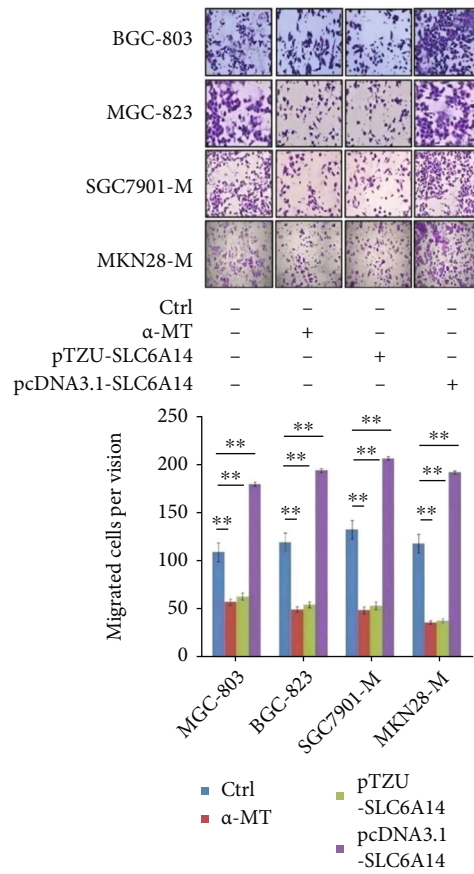 BGC-803
MGC-823
SGC7901-M
MKN28-M
Ctrl – – – –
α-MT – + – –
pTZU-SLC6A14 – – + –
pcDNA3.1-SLC6A14 – – – +
250
200
150
100
50
0
Migrated cells per vision
** ** ** **
** ** ** **
** ** ** **
MGC-803
BGC-823
SGC7901-M
MKN28-M
Ctrl
α-MT
pTZU
-SLC6A14
pcDNA3.1
-SLC6A14